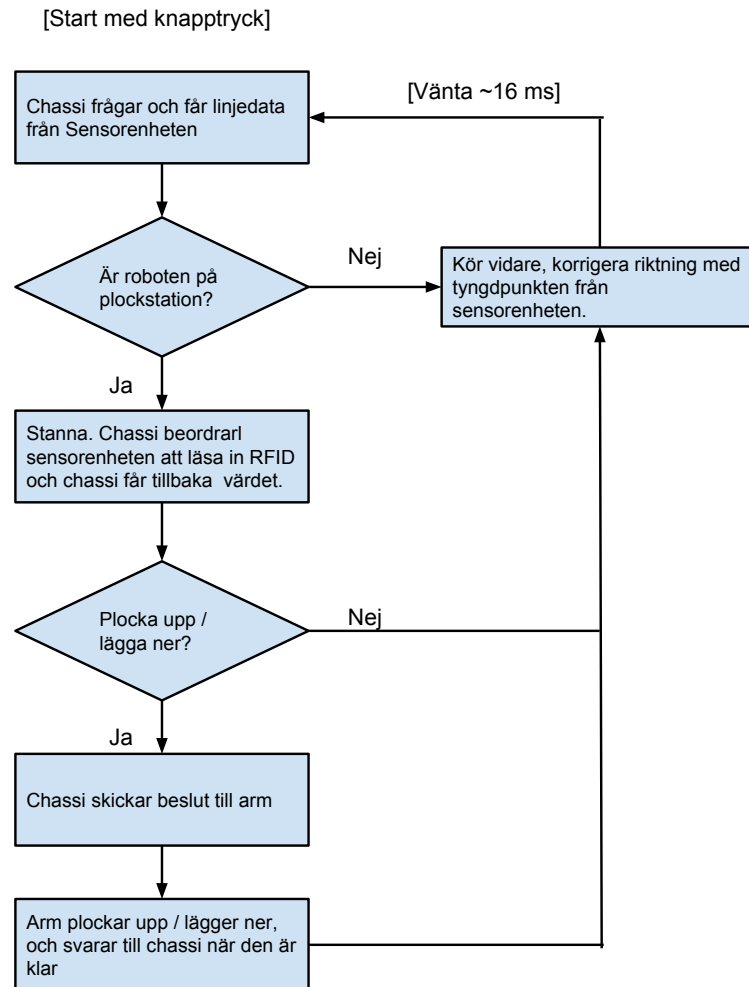 [Start med knapptryck]
Chassi frågar och får linjedata
från Sensorenheten
[Vänta ~16 ms]
Är roboten på
plockstation?
Nej
Kör vidare, korrigera riktning med
tyngdpunkten från
sensorenheten.
Ja
Stanna. Chassi beordrarl
sensorenheten att läsa in RFID
och chassi får tillbaka  värdet.
Plocka upp /
lägga ner?
Nej
Ja
Chassi skickar beslut till arm
Arm plockar upp / lägger ner,
och svarar till chassi när den är
klar